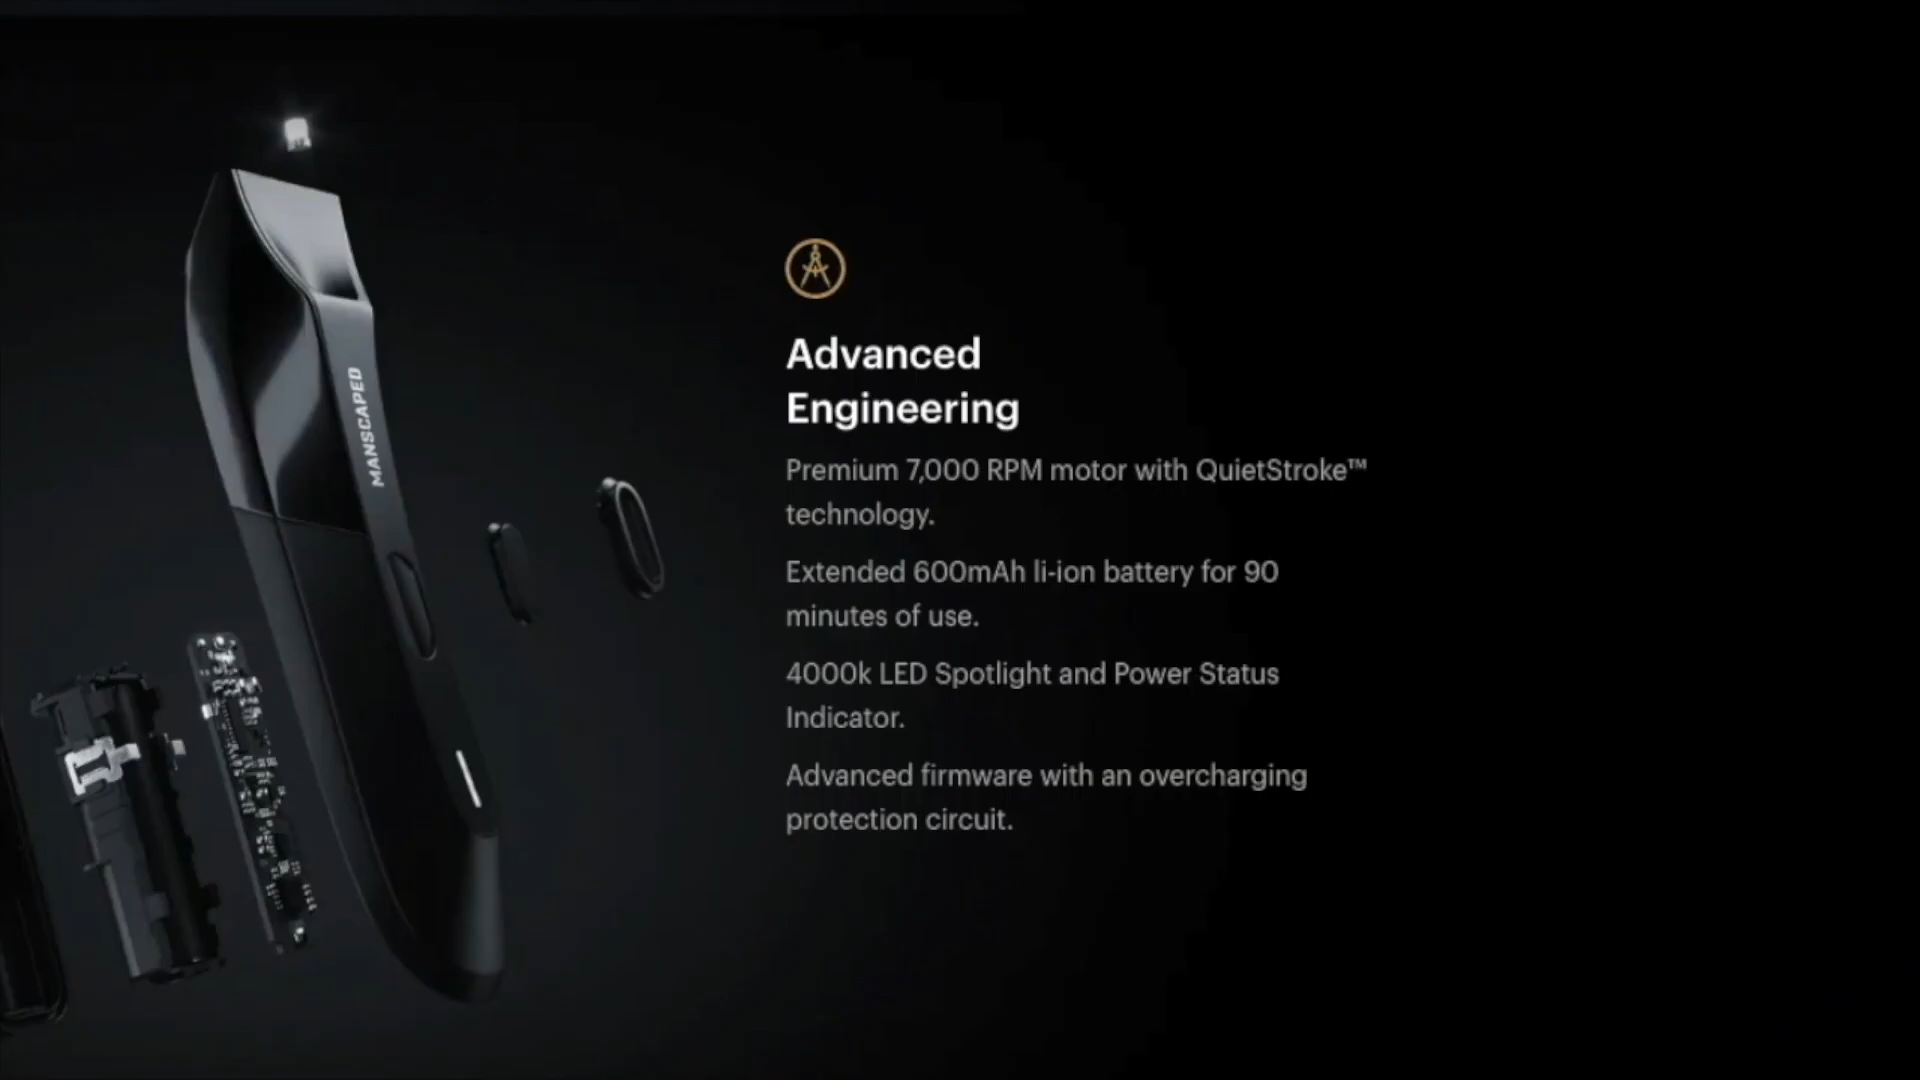 MANSCAPED
Advanced
Engineering
Premium 7,000 RPM motor with QuietStroke™
technology.
Extended 600mAh li-ion battery for 90
minutes of use.
4000k LED Spotlight and Power Status
Indicator.
Advanced firmware with an overcharging
protection circuit.